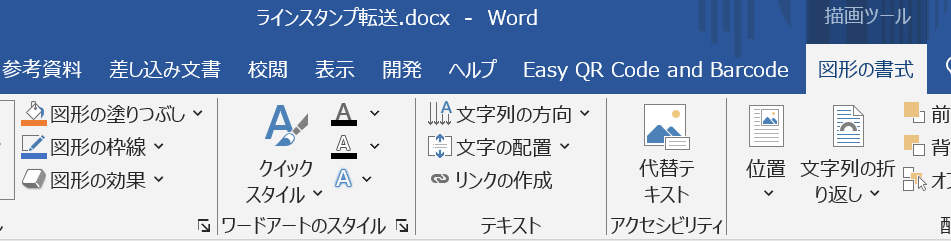 ラインスタンプ転送.docx - Word
描画ツール
参考資料 差し込み文書 校閲 表示 開発 ヘルプ Easy QR Code and Barcode 図形の書式
図形の塗りつぶし
図形の枠線
図形の効果
クイック
スタイル
ワードアートのスタイル
文字列の方向
文字の配置
リンクの作成
テキスト
代替テ
キスト
アクセシビリティ
位置
文字列の折
り返し
前
背
オ